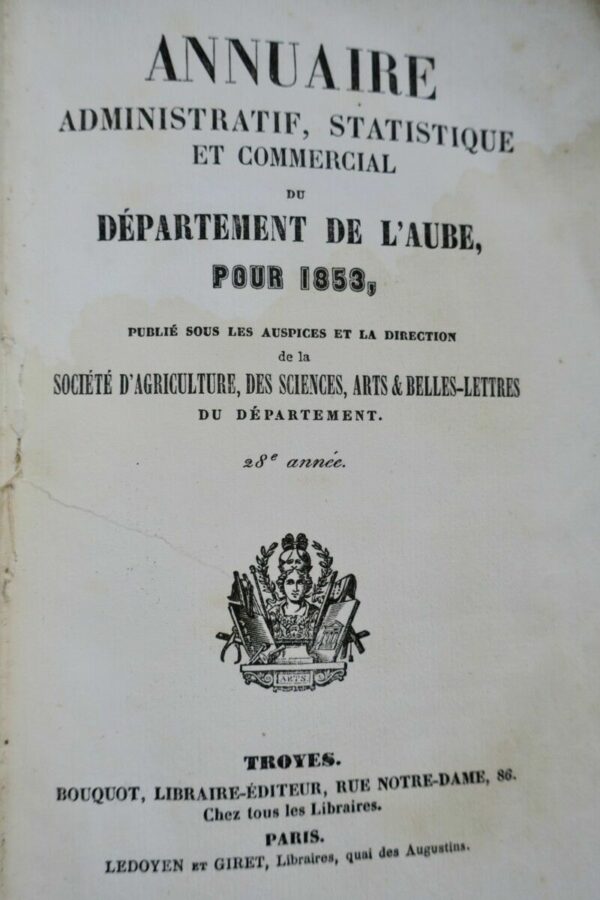 ANNUAIRE
ADMINISTRATIF, STATISTIQUE
ET COMMERCIAL
DU
DÉPARTEMENT DE L'AUBE,
POUR 1853,
PUBLIÉ SOUS LES AUSPICES ET LA DIRECTION
de la
SOCIÉTÉ D'AGRICULTURE, DES SCIENCES, ARTS & BELLES-LETTRES
DU DÉPARTEMENT.
28e année.
ARTS.
TROYES.
BOUQUOT, LIBRAIRE-ÉDITEUR, RUE NOTRE-DAME, 86.
Chez tous les Libraires.
PARIS.
LEDOYEN ET GIRET, Libraires, quai des Augustins.